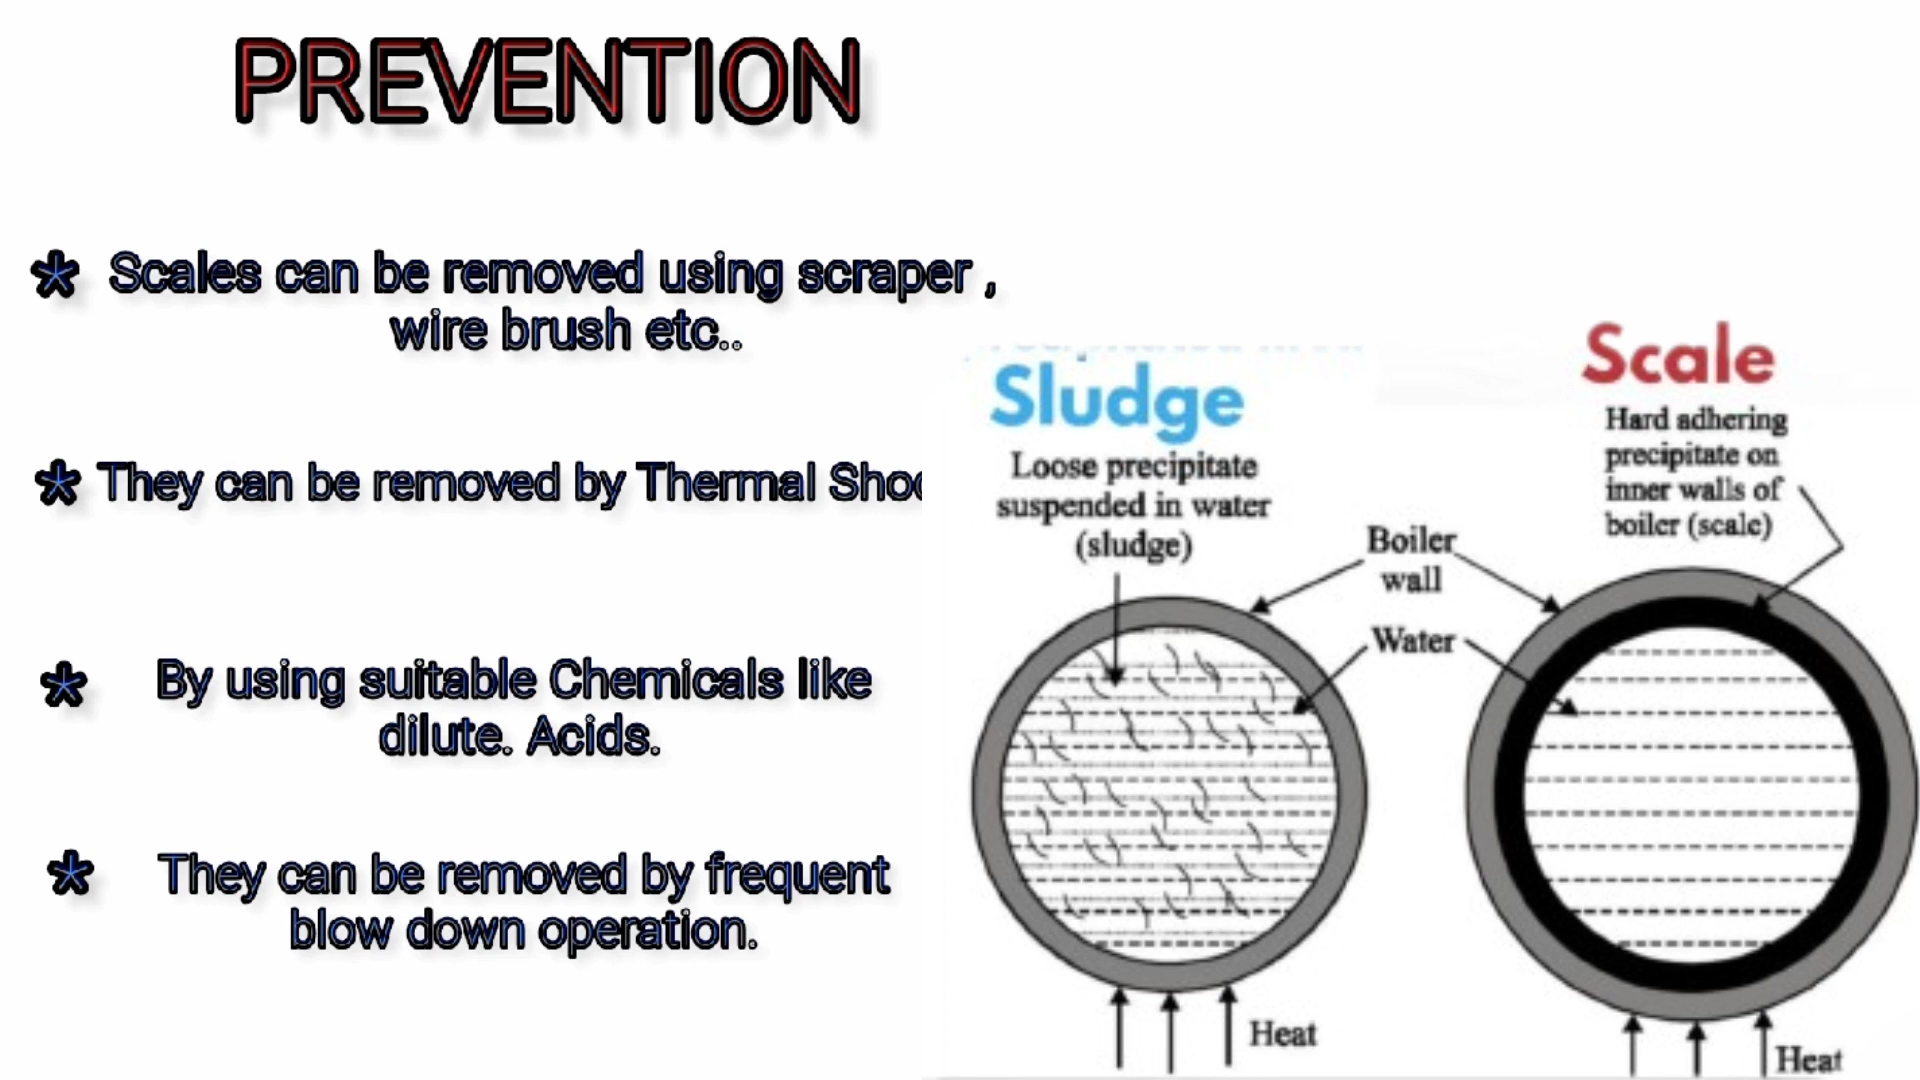 PREVENTION
* Scales can be removed using scraper ,
wire brush etc..
* They can be removed by Thermal Shoc
* By using suitable Chemicals like
dilute. Acids.
* They can be removed by frequent
blow down operation.
Sludge
Loose precipitate
suspended in water
(sludge)
Boiler
wall
Water
Heat
Scale
Hard adhering
precipitate on
inner walls of
boiler (scale)
Heat